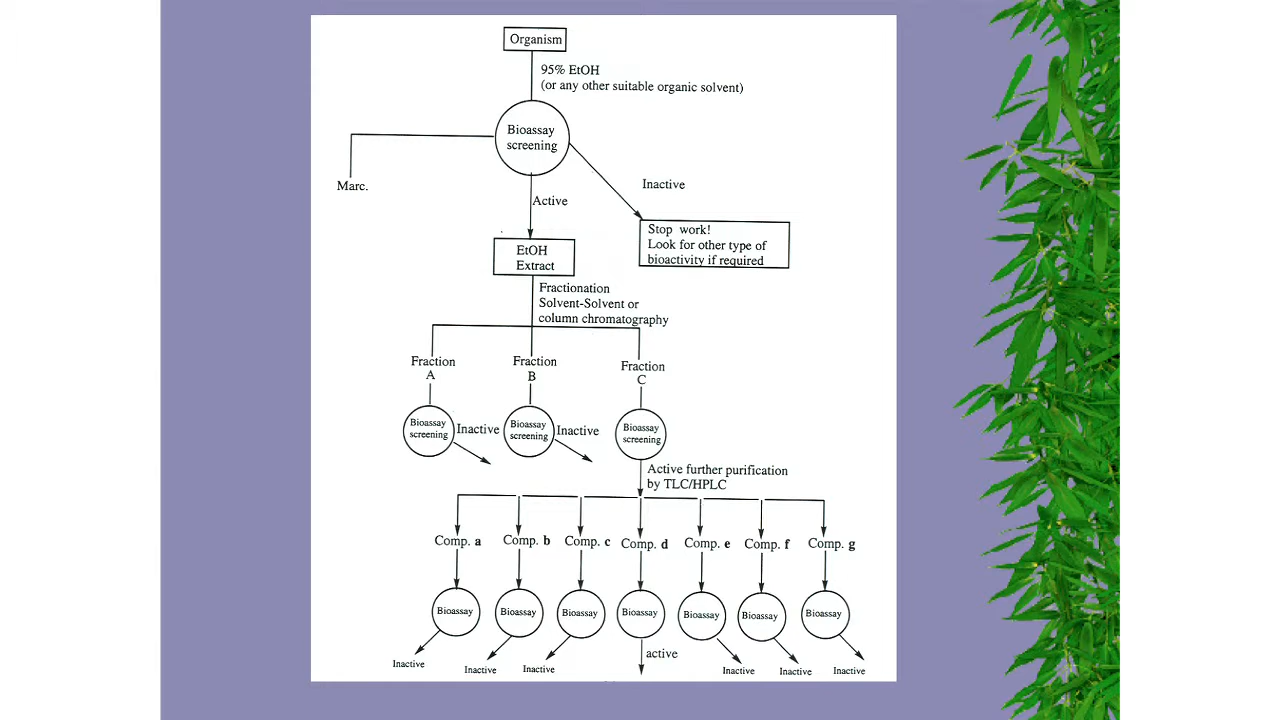 Organism
95% EtOH
(or any other suitable organic solvent)
Bioassay
screening
Marc.
Inactive
Active
Stop work!
Look for other type of
bioactivity if required
EtOH
Extract
Fractionation
Solvent-Solvent or
column chromatography
Fraction
A
Fraction
B
Fraction
C
Bioassay
screening
Inactive
Bioassay
screening
Inactive
Bioassay
screening
Active further purification
by TLC/HPLC
Comp. a
Comp. b
Comp. c
Comp. d
Comp. e
Comp. f
Comp. g
Bioassay
Bioassay
Bioassay
Bioassay
Bioassay
Bioassay
Bioassay
Inactive
Inactive
Inactive
active
Inactive
Inactive
Inactive